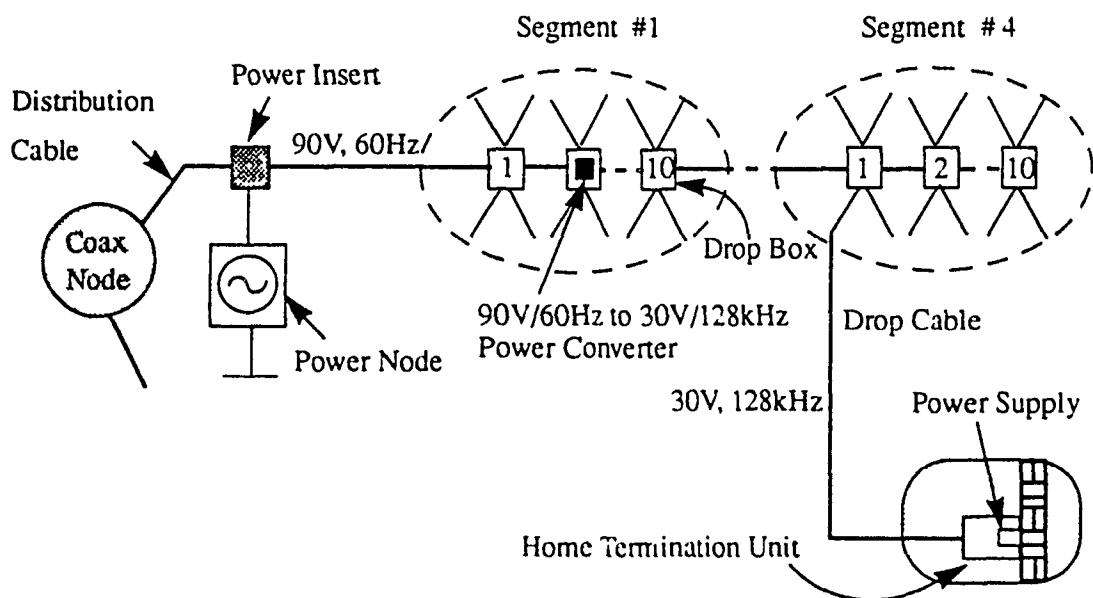 Segment #1
Segment # 4
Power Insert
Distribution
Cable
90V, 60Hz/
1
10
1
2
10
Coax
Node
Drop Box
90V/60Hz to 30V/128kHz
Power Converter
Drop Cable
Power Node
30V, 128kHz
Power Supply
Home Termination Unit